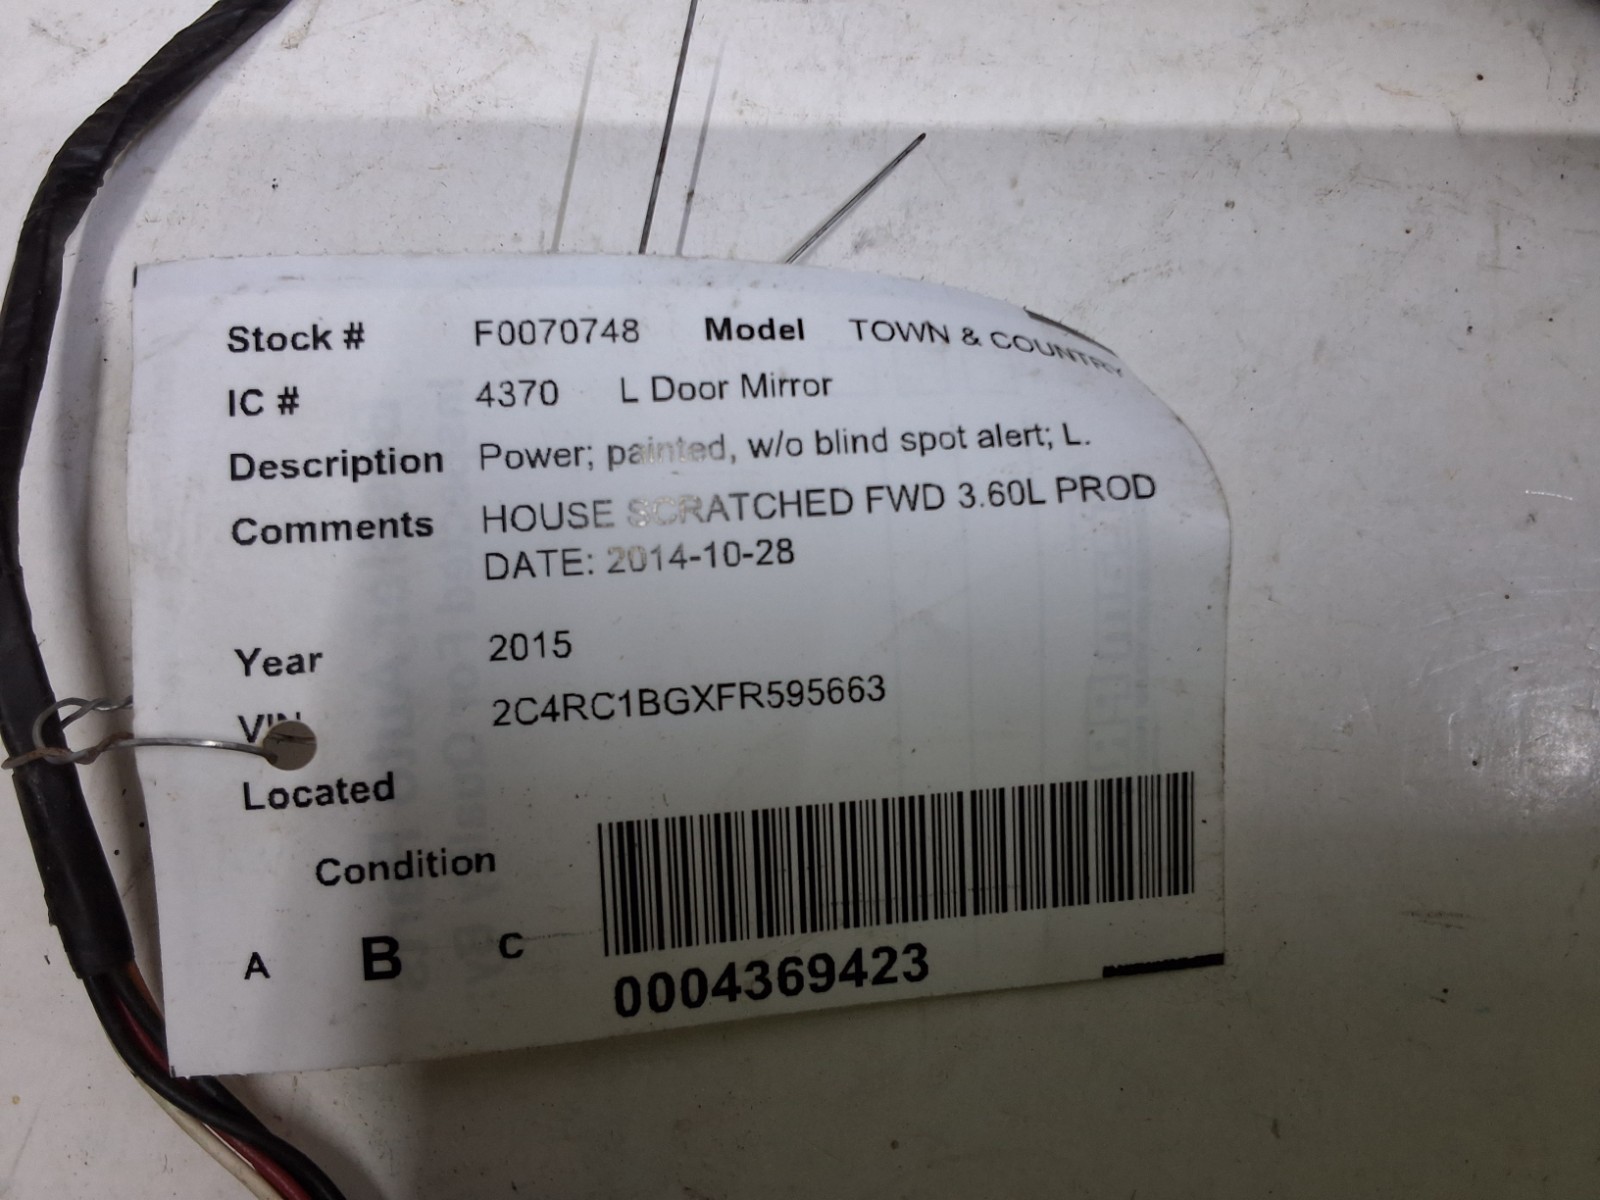 Stock # F0070748 Model TOWN & COUNTRY
IC # 4370 L Door Mirror
Description Power; painted, w/o blind spot alert; L.
Comments HOUSE SCRATCHED FWD 3.60L PROD
DATE: 2014-10-28
Year 2015
VIN 2C4RC1BGXFR595663
Located
Condition
A B C
0004369423